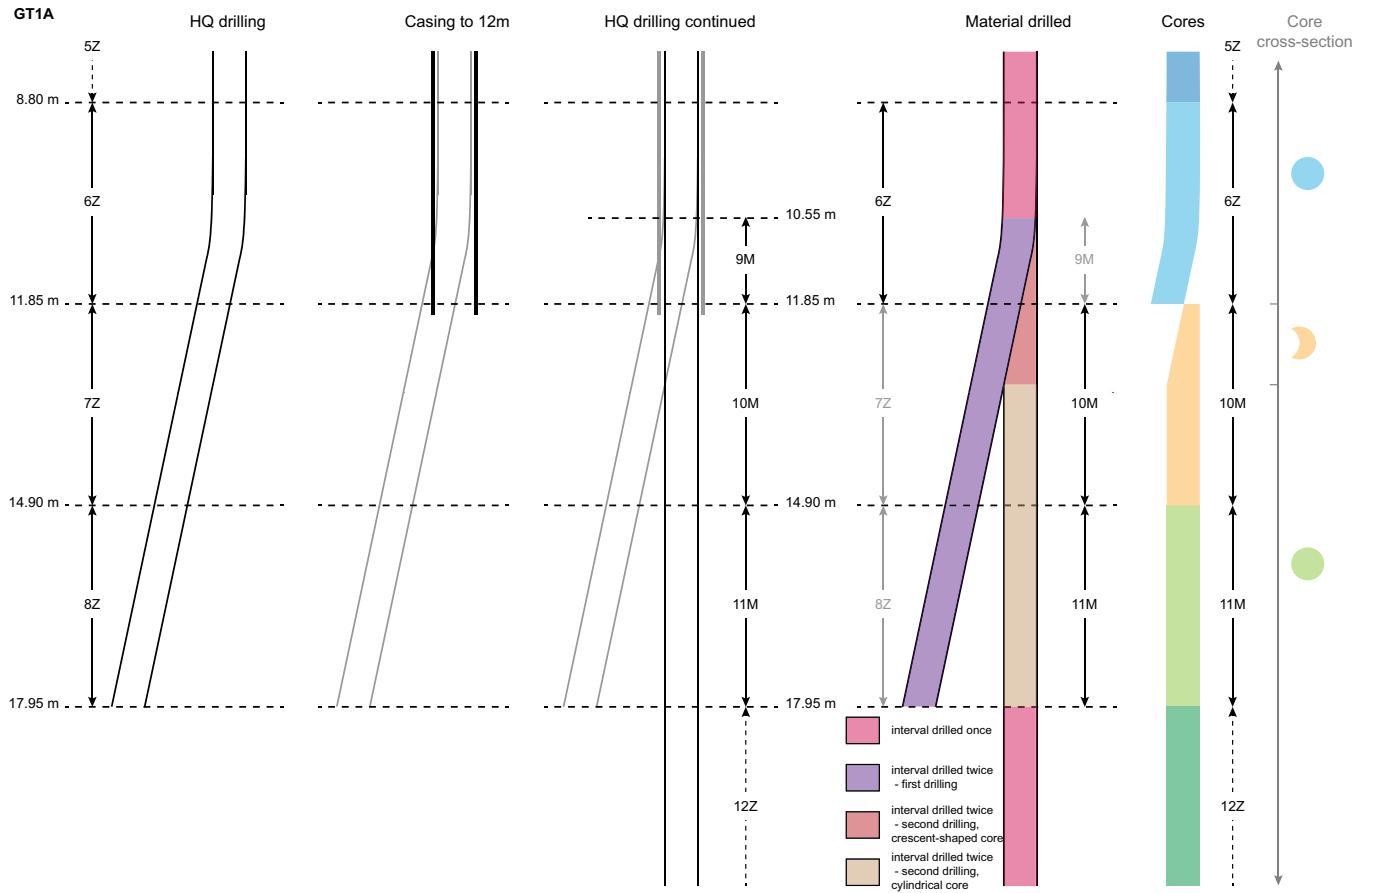 GT1A
HQ drilling
Casing to 12m
HQ drilling continued
Material drilled
Cores
Core
cross-section
5Z
5Z
8.80 m
6Z
6Z
6Z
10.55 m
9M
9M
11.85 m
11.85 m
7Z
10M
7Z
10M
10M
14.90 m
14.90 m
8Z
11M
8Z
11M
11M
17.95 m
17.95 m
12Z
12Z
interval drilled once
interval drilled twice
- first drilling
interval drilled twice
- second drilling,
crescent-shaped core
interval drilled twice
- second drilling,
cylindrical core